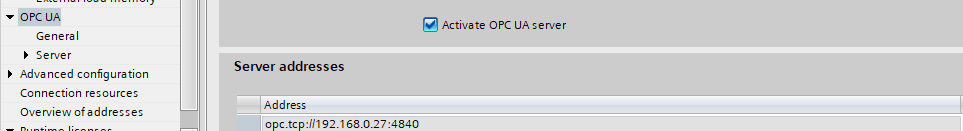 External load memory
OPC UA
General
Server
Advanced configuration
Connection resources
Overview of addresses
Runtime licenses
Activate OPC UA server
Server addresses
Address
opc.tcp://192.168.0.27:4840